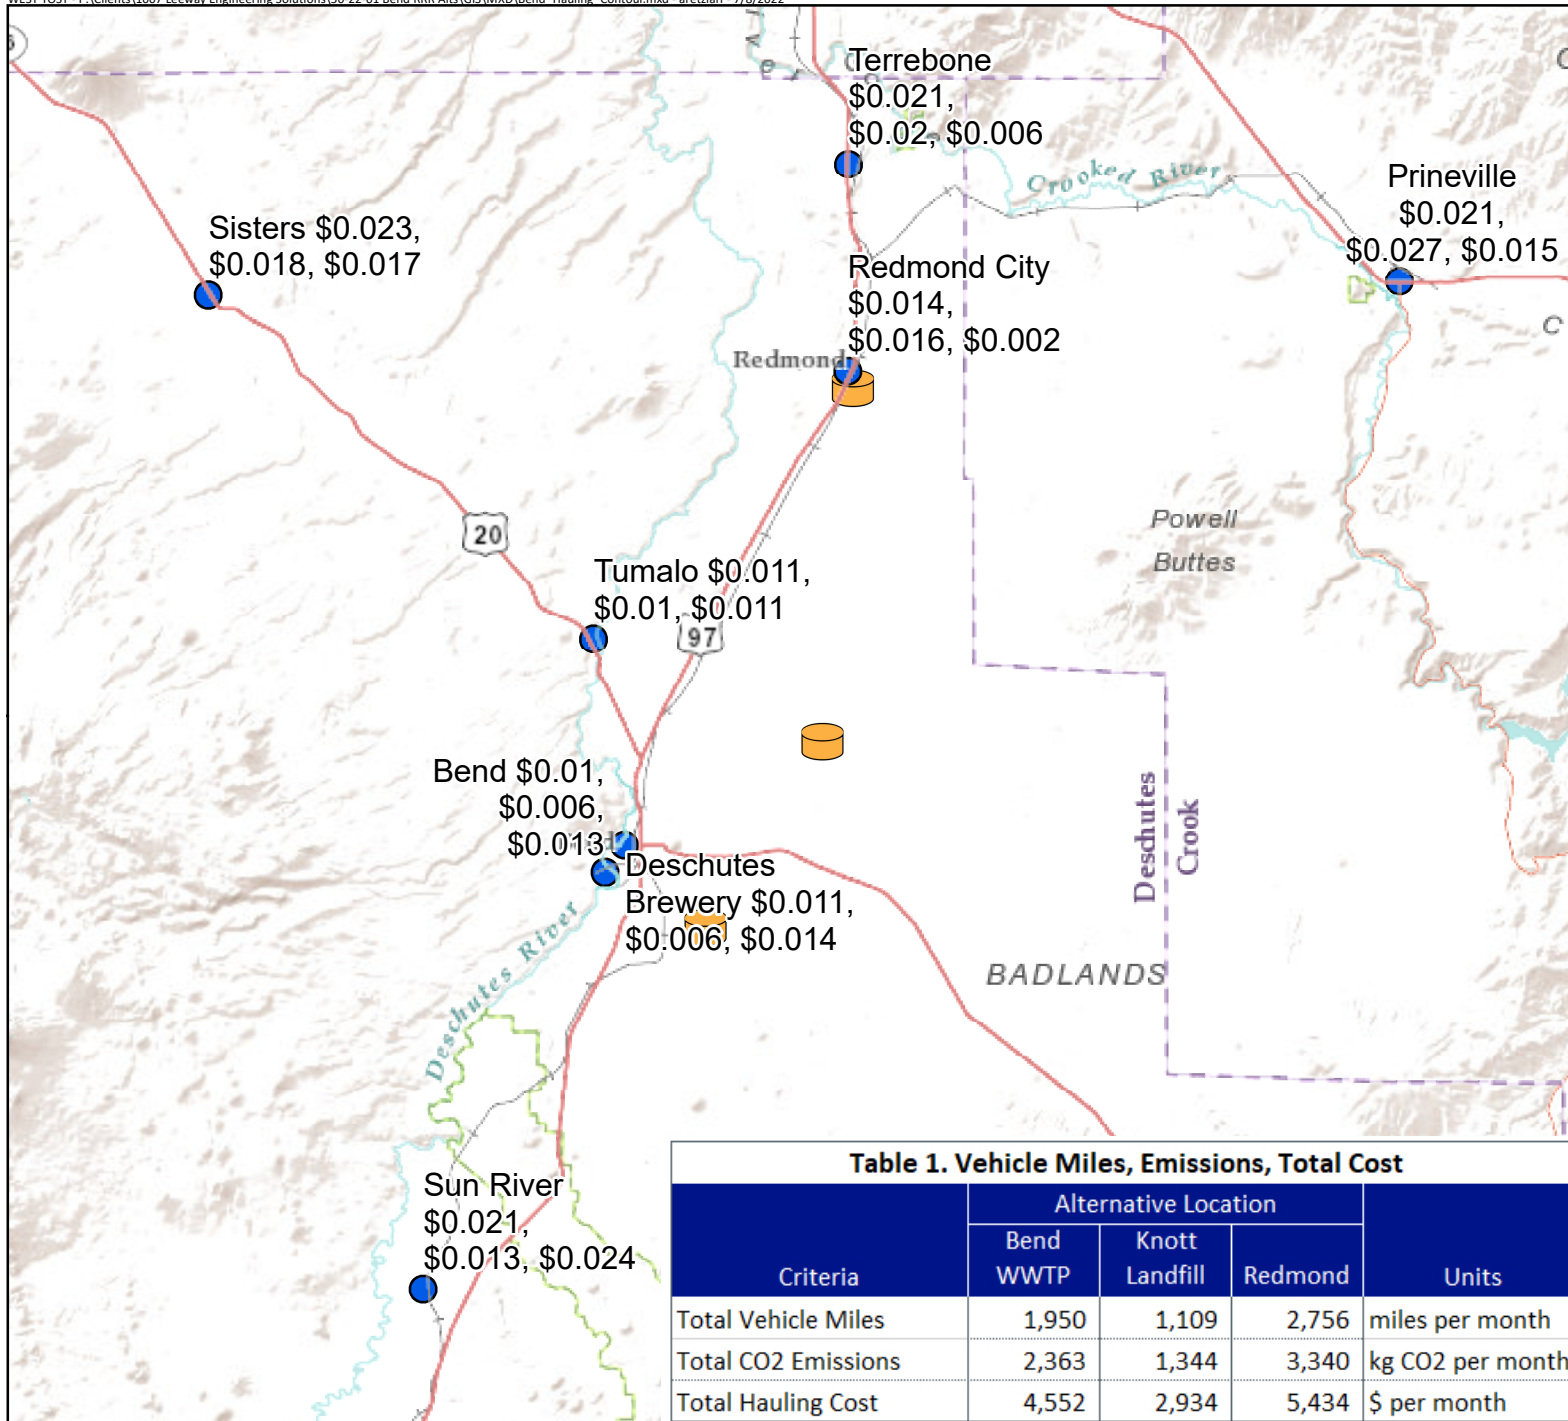 Terrebone
$0.021,
$0.02, $0.006
Crooked River
Prineville
$0.021,
$0.027, $0.015
Sisters $0.023,
$0.018, $0.017
Redmond City
$0.014,
$0.016, $0.002
Redmond
C
20
Powell
Buttes
Tumalo $0.011,
$0.01, $0.011
97
Bend $0.01,
$0.006,
$0.013
Deschutes
Crook
Deschutes
Brewery $0.011,
$0.006, $0.014
Deschutes River
BADLANDS
Sun River
$0.021,
$0.013, $0.024
Table 1. Vehicle Miles, Emissions, Total Cost
Criteria Alternative Location Units
Bend WWTP Knott Landfill Redmond
Total Vehicle Miles 1,950 1,109 2,756 miles per month
Total CO2 Emissions 2,363 1,344 3,340 kg CO2 per month
Total Hauling Cost 4,552 2,934 5,434 $ per month